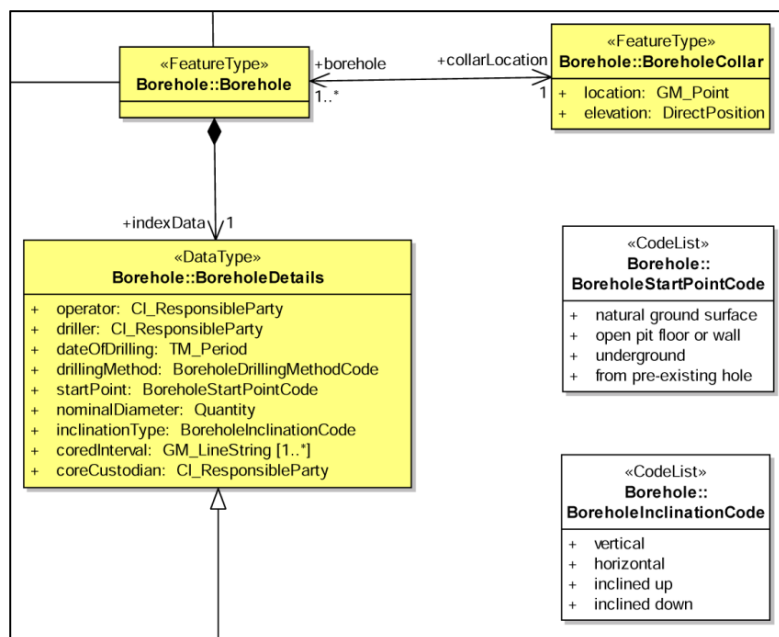 «FeatureType»
Borehole::Borehole
+borehole
1..*
+collarLocation
1
«FeatureType»
Borehole::BoreholeCollar
+ location: GM_Point
+ elevation: DirectPosition
+indexData
1
«DataType»
Borehole::BoreholeDetails
+ operator: CI_ResponsibleParty
+ driller: CI_ResponsibleParty
+ dateOfDrilling: TM_Period
+ drillingMethod: BoreholeDrillingMethodCode
+ startPoint: BoreholeStartPointCode
+ nominalDiameter: Quantity
+ inclinationType: BoreholeInclinationCode
+ coredInterval: GM_LineString [1..*]
+ coreCustodian: CI_ResponsibleParty
«CodeList»
Borehole::
BoreholeStartPointCode
+ natural ground surface
+ open pit floor or wall
+ underground
+ from pre-existing hole
«CodeList»
Borehole::
BoreholeInclinationCode
+ vertical
+ horizontal
+ inclined up
+ inclined down